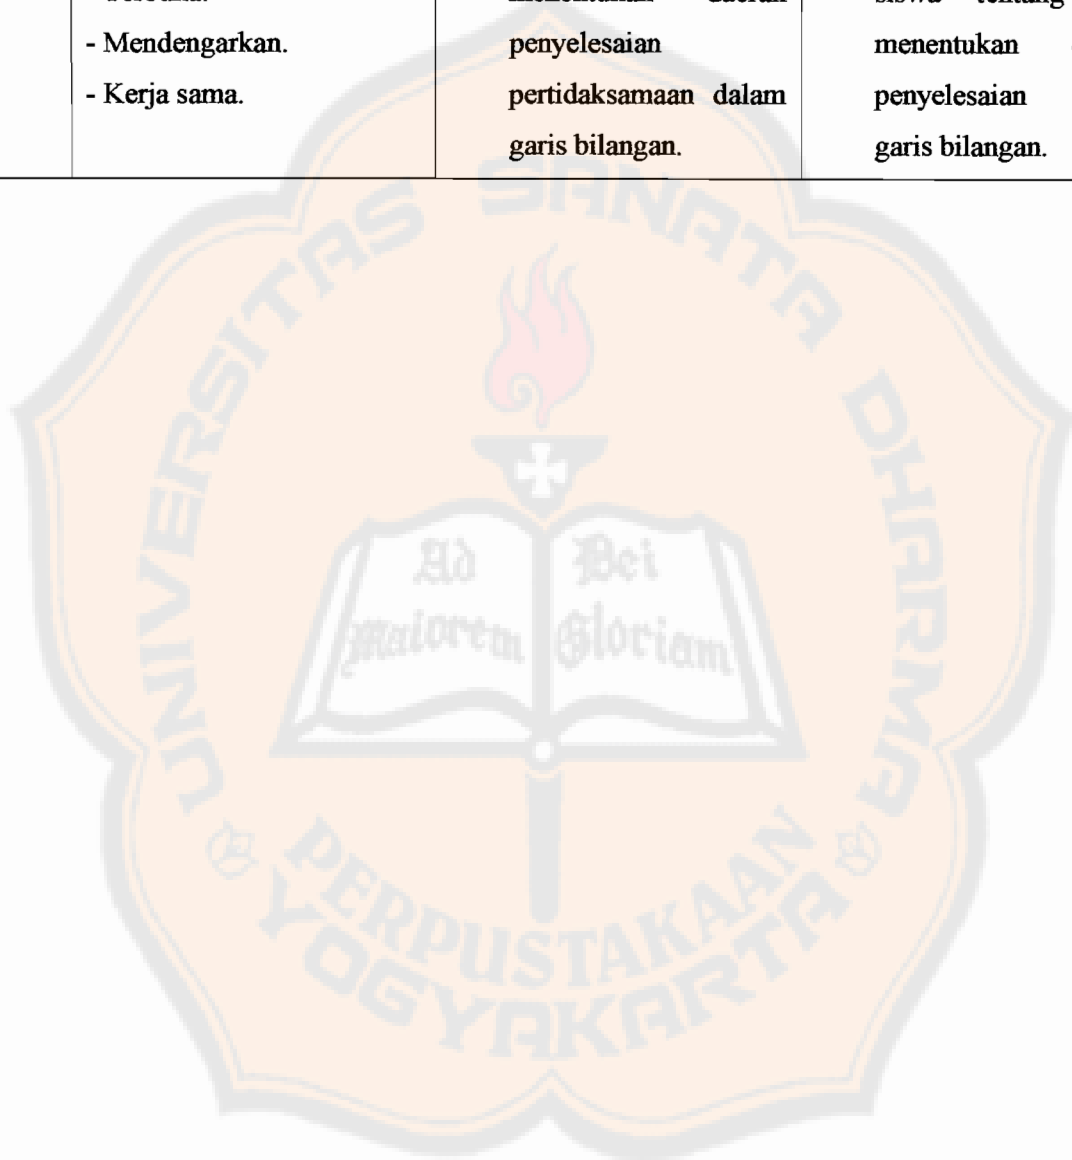 - Mendengarkan.
- Kerja sama.
penyelesaian
pertidaksamaan dalam
garis bilangan.
menentukan
penyelesaian
garis bilangan.
UNIVERSITAS SANATA DHARMA
Ad
maiorem
Dei
Gloriam
PERPUSTAKAAN
YOGYAKARTA